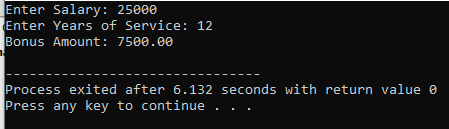 Enter Salary: 25000
Enter Years of Service: 12
Bonus Amount: 7500.00
--------------------------------
Process exited after 6.132 seconds with return value 0
Press any key to continue . . .